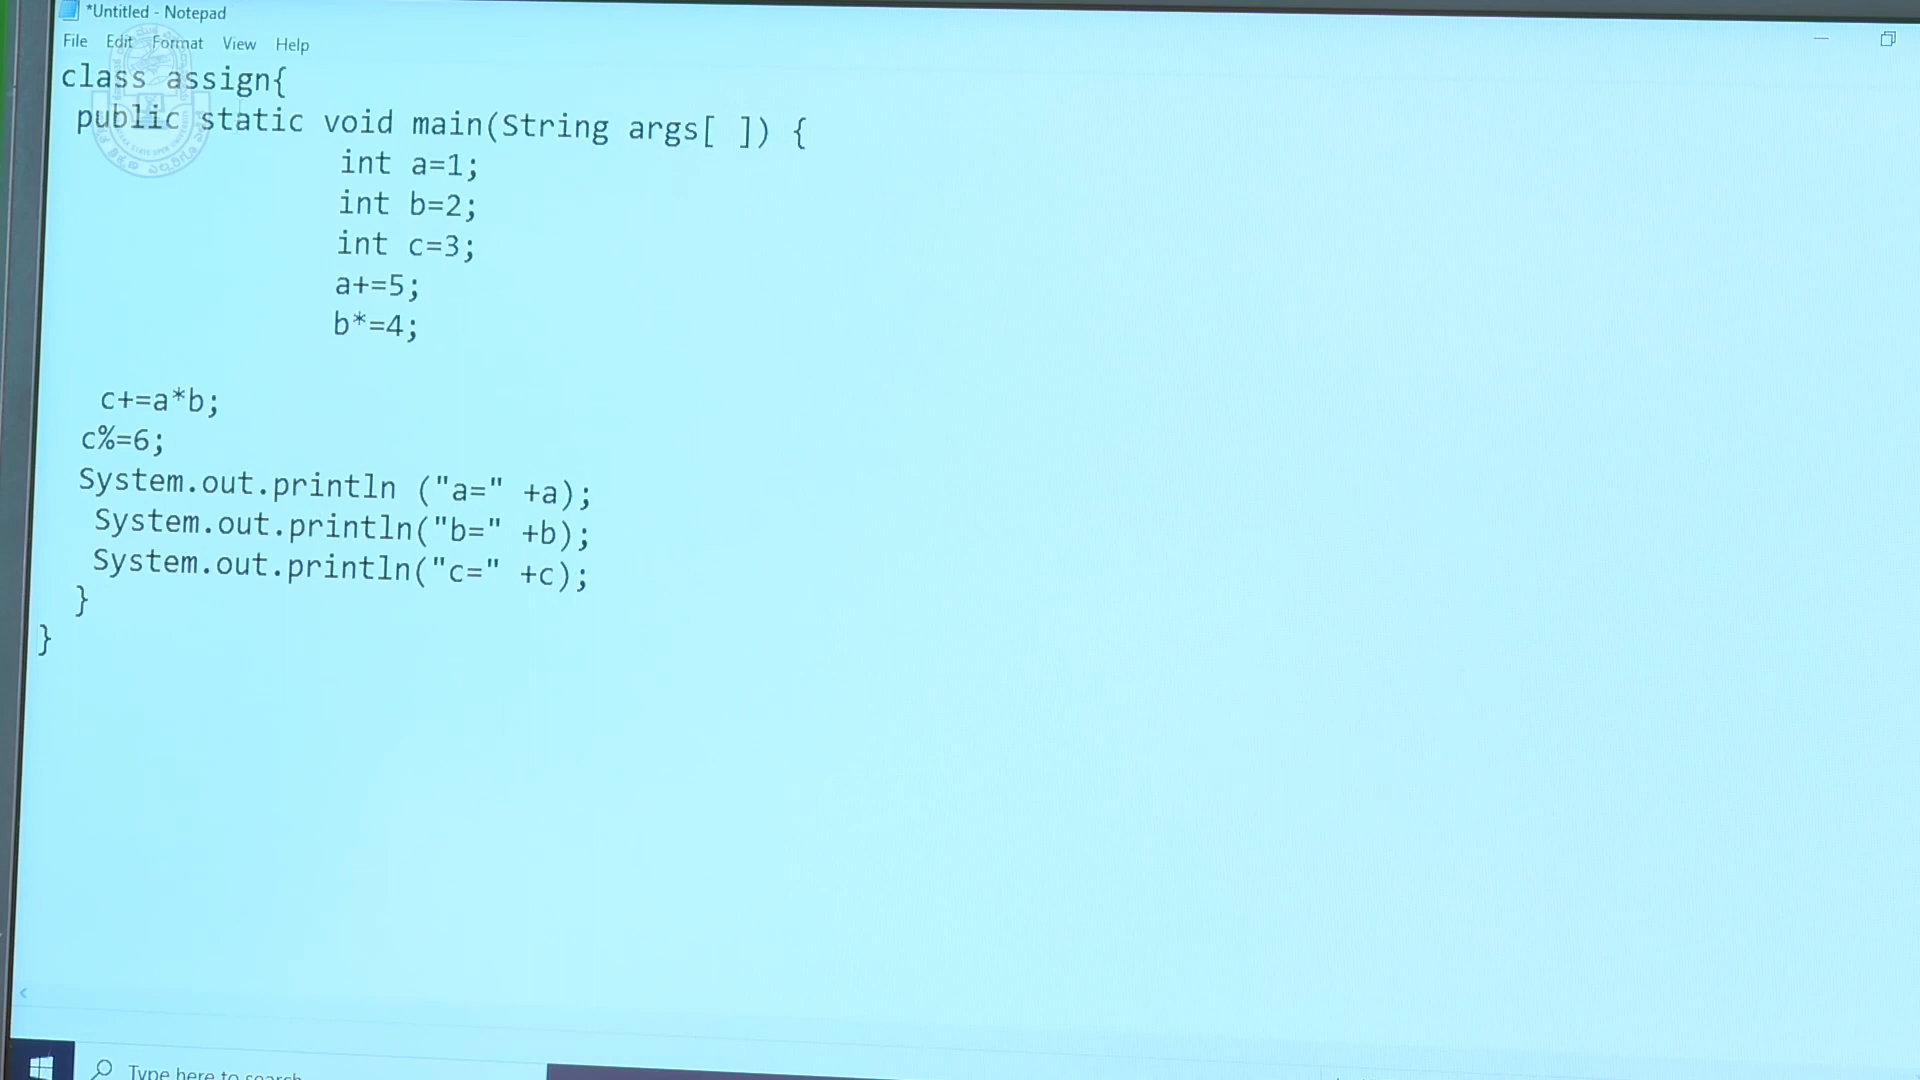 *Untitled - Notepad
File Edit Format View Help
class assign{
public static void main(String args[ ]) {
int a=1;
int b=2;
int c=3;
a+=5;
b*=4;
c+=a*b;
c%=6;
System.out.println ("a=" +a);
System.out.println("b=" +b);
System.out.println("c=" +c);
}
}
Type here to search